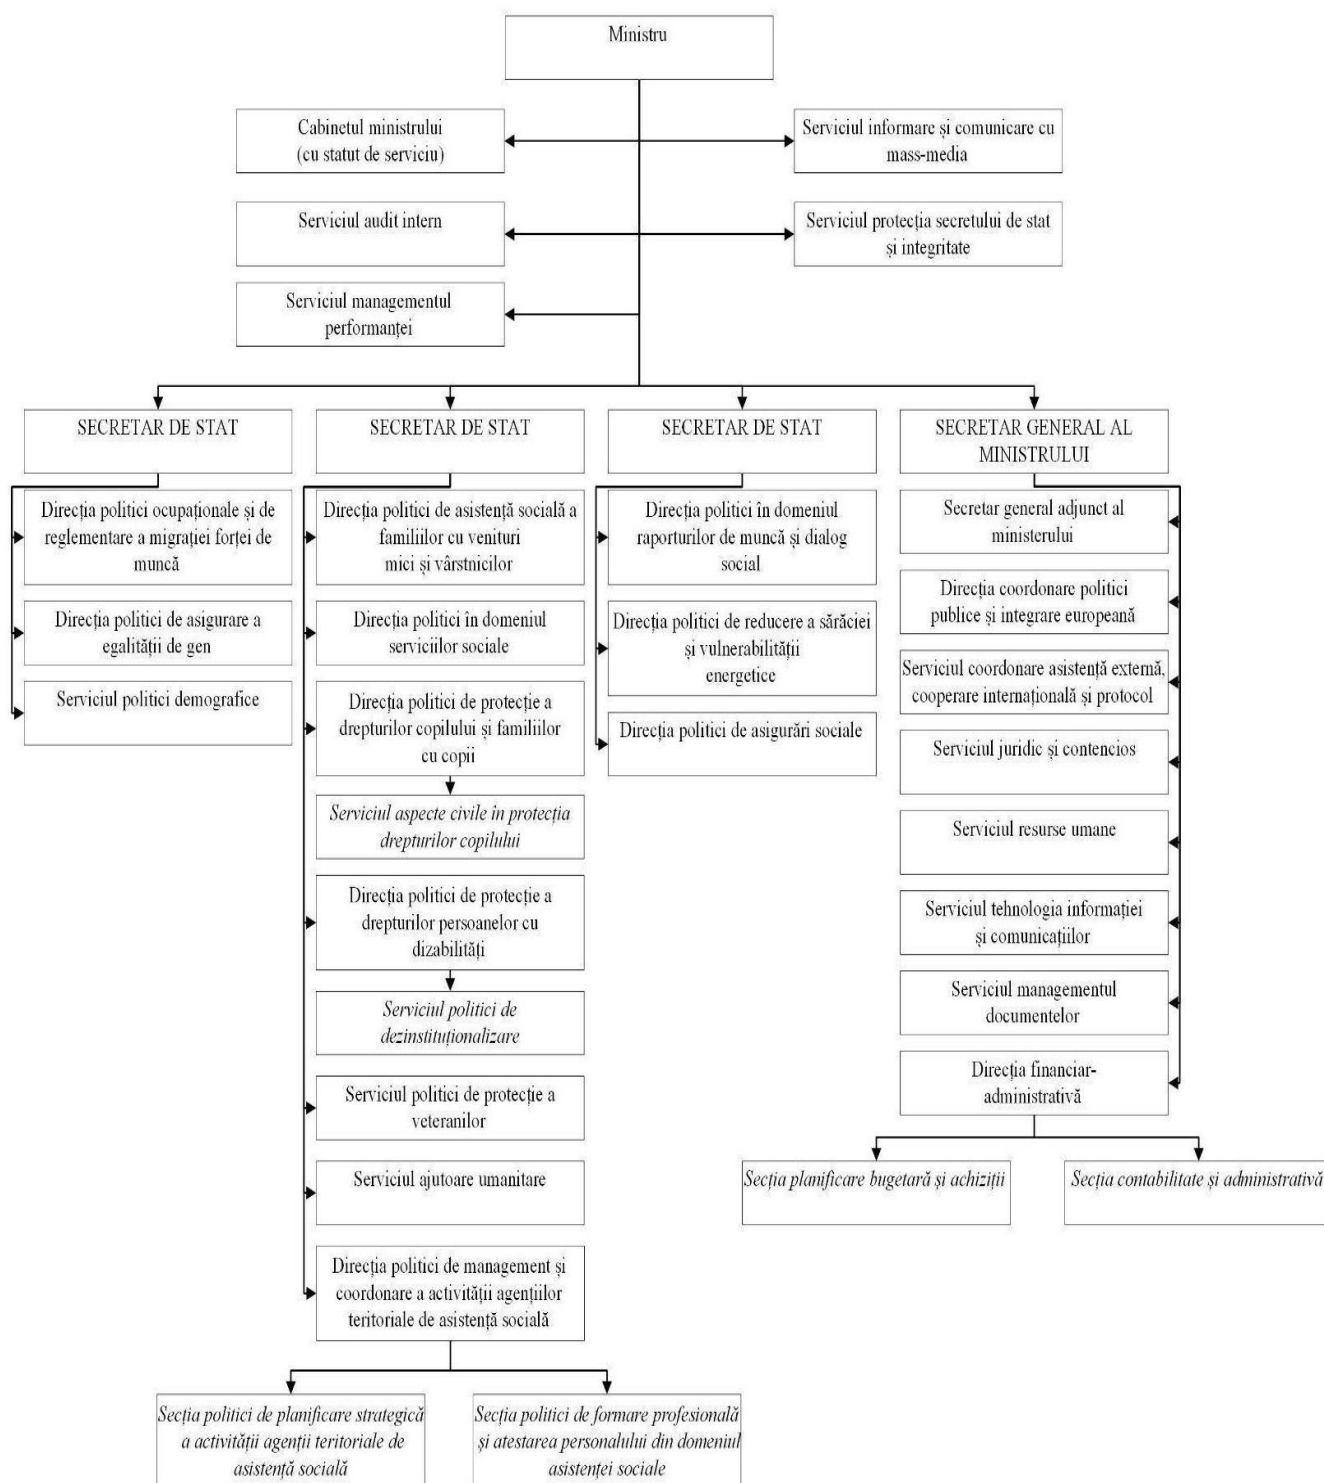 Ministru
Cabinetul ministrului
(cu statut de serviciu)
Serviciul informare și comunicare cu
mass-media
Serviciul audit intern
Serviciul protecția secretului de stat
și integritate
Serviciul managementul
performanței
SECRETAR DE STAT
Direcția politici ocupaționale și de
reglementare a migrației forței de
muncă
Direcția politici de asigurare a
egalității de gen
Serviciul politici demografice
SECRETAR DE STAT
Direcția politici de asistență socială a
familiilor cu venituri
mici și vârstnicilor
Direcția politici în domeniul
serviciilor sociale
Direcția politici de protecție a
drepturilor copilului și familiilor
cu copii
Serviciul aspecte civile în protecția
drepturilor copilului
Direcția politici de protecție a
drepturilor persoanelor cu
dizabilități
Serviciul politici de
dezinstituționalizare
Serviciul politici de protecție a
veteranilor
Serviciul ajutoare umanitare
Direcția politici de management și
coordonare a activității agențiilor
teritoriale de asistență socială
Secția politici de planificare strategică
a activității agenții teritoriale de
asistență socială
Secția politici de formare profesională
și atestarea personalului din domeniul
asistenței sociale
SECRETAR DE STAT
Direcția politici în domeniul
raporturilor de muncă și dialog
social
Direcția politici de reducere a sărăciei
și vulnerabilității
energetice
Direcția politici de asigurări sociale
SECRETAR GENERAL AL
MINISTRULUI
Secretar general adjunct al
ministerului
Direcția coordonare politici
publice și integrare europeană
Serviciul coordonare asistență externă,
cooperare internațională și protocol
Serviciul juridic și contencios
Serviciul resurse umane
Serviciul tehnologia informației
și comunicațiilor
Serviciul managementul
documentelor
Direcția financiar-
administrativă
Secția planificare bugetară și achiziții
Secția contabilitate și administrativă